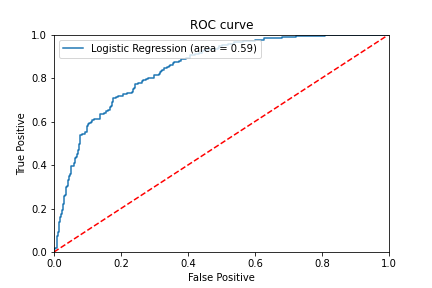 ROC curve
Logistic Regression (area = 0.59)
1.0
0.8
0.6
0.4
0.2
0.0
True Positive
0.0 0.2 0.4 0.6 0.8 1.0
False Positive